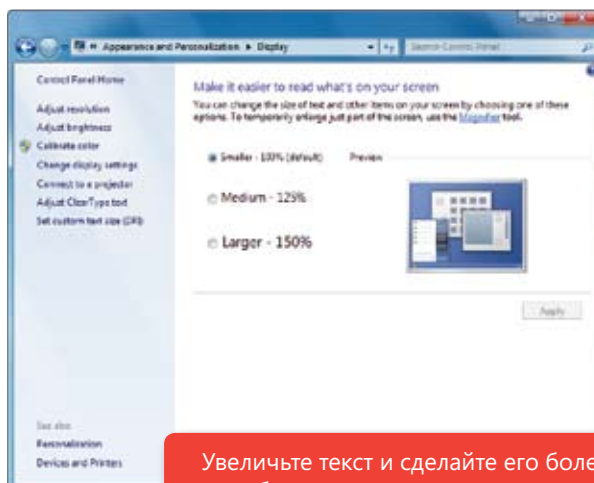 Appearance and Personalization ▸ Display
Search Control Panel
Control Panel Home
Adjust resolution
Adjust brightness
Calibrate color
Change display settings
Connect to a projector
Adjust ClearType text
Set custom text size (DPI)
See also
Personalization
Devices and Printers
Make it easier to read what's on your screen
You can change the size of text and other items on your screen by choosing one of these
options. To temporarily enlarge just part of the screen, use the Magnifier tool.
Smaller - 100% (default)
Preview
Medium - 125%
Larger - 150%
Apply
Увеличьте текст и сделайте его боле